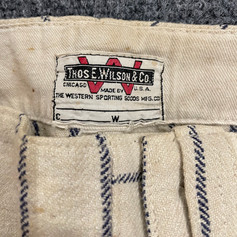 THOS. E. WILSON & CO.
CHICAGO MADE BY U.S.A.
THE WESTERN SPORTING GOODS MFG. CO.
C W